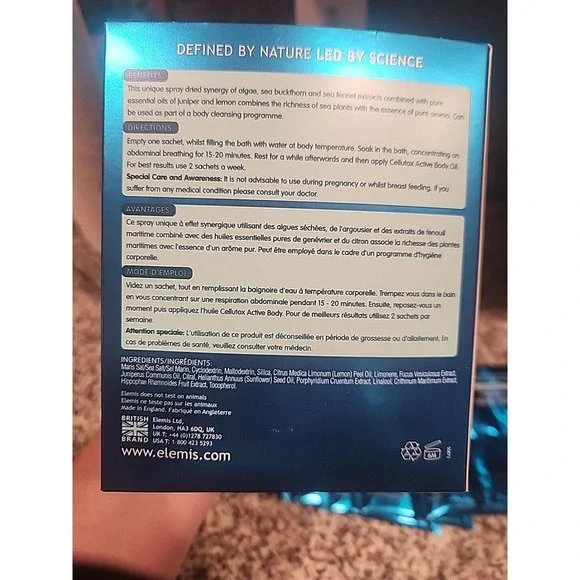 DEFINED BY NATURE LED BY SCIENCE
BENEFITS
This unique spray dried synergy of algae, sea buckthorn and sea fennel extracts combined with pure
essential oils of juniper and lemon combines the richness of sea plants with the essence of pure aroma. Can
be used as part of a body cleansing programme.
DIRECTIONS
Empty one sachet, whilst filling the bath with water at body temperature. Soak in the bath, concentrating on
abdominal breathing for 15-20 minutes. Rest for a while afterwards and then apply Cellutox Active Body Oil.
For best results use 2 sachets a week.
Special Care and Awareness: It is not advisable to use during pregnancy or whilst breast feeding. If you
suffer from any medical condition please consult your doctor.
AVANTAGES
Ce spray unique à effet synergique utilisant des algues séchées, de l'argousier et des extraits de fenouil
maritime combiné avec des huiles essentielles pures de genévrier et du citron associe la richesse des plantes
maritimes avec l'essence d'un arôme pur. Peut être employé dans le cadre d'un programme d'hygiène
corporelle.
MODE D'EMPLOI
Videz un sachet, tout en remplissant la baignoire d'eau à température corporelle. Trempez vous dans le bain
en vous concentrant sur une respiration abdominale pendant 15 - 20 minutes. Ensuite, reposez-vous un
moment puis appliquez l'huile Cellutox Active Body. Pour de meilleurs résultats utilisez 2 sachets par
semaine.
Attention speciale: L'utilisation de ce produit est déconseillée en période de grossesse ou d'allaitement. En
cas de problèmes de santé, veuillez consulter votre médecin.
INGREDIENTS/INGRÉDIENTS:
Maris Sal/Sea Salt/Sel Marin, Cyclodextrin, Maltodextrin, Silica, Citrus Medica Limonum (Lemon) Peel Oil, Limonene, Fucus Vesiculosus Extract,
Juniperus Communis Oil, Citral, Helianthus Annuus (Sunflower) Seed Oil, Porphyridium Cruentum Extract, Linalool, Crithmum Maritimum Extract,
Hippophae Rhamnoides Fruit Extract, Tocopherol.
Elemis does not test on animals
Elemis ne teste pas sur les animaux
Made in England. Fabriqué en Angleterre
BRITISH BRAND
Elemis Ltd.
London, HA3 6DQ, UK
UK T: +44 (0)1278 727830
USA T: 1-800 423 5293
www.elemis.com
6M